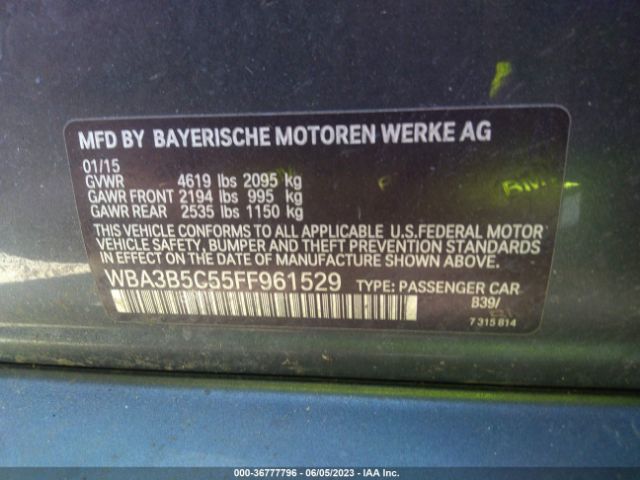 MFD BY BAYERISCHE MOTOREN WERKE AG
01/15
GVWR 4619 lbs 2095 kg
GAWR FRONT 2194 lbs 995 kg
GAWR REAR 2535 lbs 1150 kg
THIS VEHICLE CONFORMS TO ALL APPLICABLE U.S.FEDERAL MOTOR
VEHICLE SAFETY, BUMPER AND THEFT PREVENTION STANDARDS
IN EFFECT ON THE DATE OF MANUFACTURE SHOWN ABOVE.
WBA3B5C55FF961529 TYPE: PASSENGER CAR
B39/
7 315 814
000-36777796 - 06/05/2023 - IAA Inc.